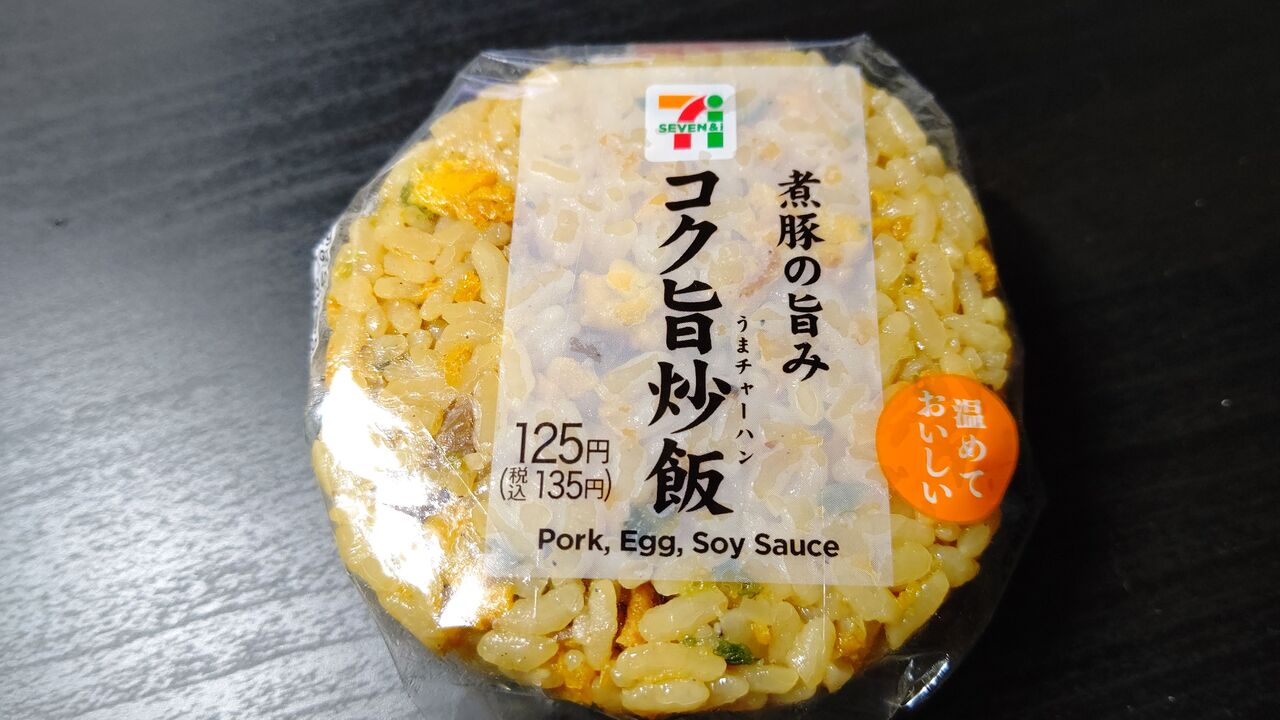 SEVEN&i
煮豚の旨み
コク旨炒飯
うまチャーハン
125円
(税込 135円)
Pork, Egg, Soy Sauce
温めて
おいしい